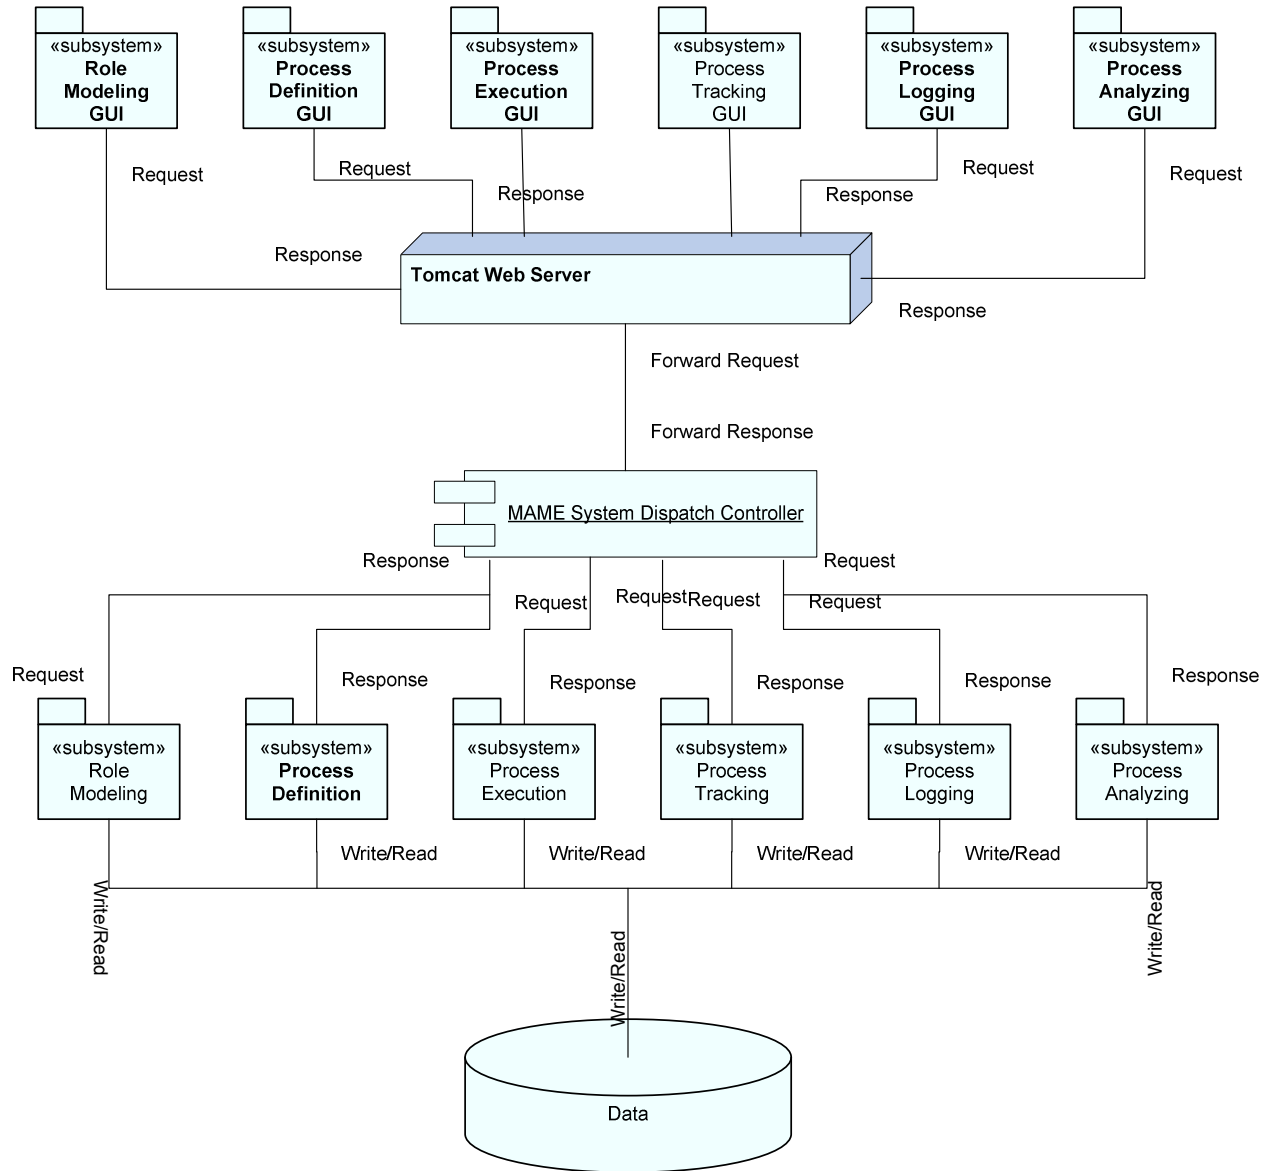 «subsystem»
Role
Modeling
GUI
«subsystem»
Process
Definition
GUI
«subsystem»
Process
Execution
GUI
«subsystem»
Process
Tracking
GUI
«subsystem»
Process
Logging
GUI
«subsystem»
Process
Analyzing
GUI
Request
Request
Response
Response
Request
Request
Response
Tomcat Web Server
Response
Forward Request
Forward Response
MAME System Dispatch Controller
Response
Request
Request
Request
Request
Request
Request
Response
Response
Response
Response
Response
«subsystem»
Role
Modeling
«subsystem»
Process
Definition
«subsystem»
Process
Execution
«subsystem»
Process
Tracking
«subsystem»
Process
Logging
«subsystem»
Process
Analyzing
Write/Read
Write/Read
Write/Read
Write/Read
Write/Read
Write/Read
Write/Read
Data